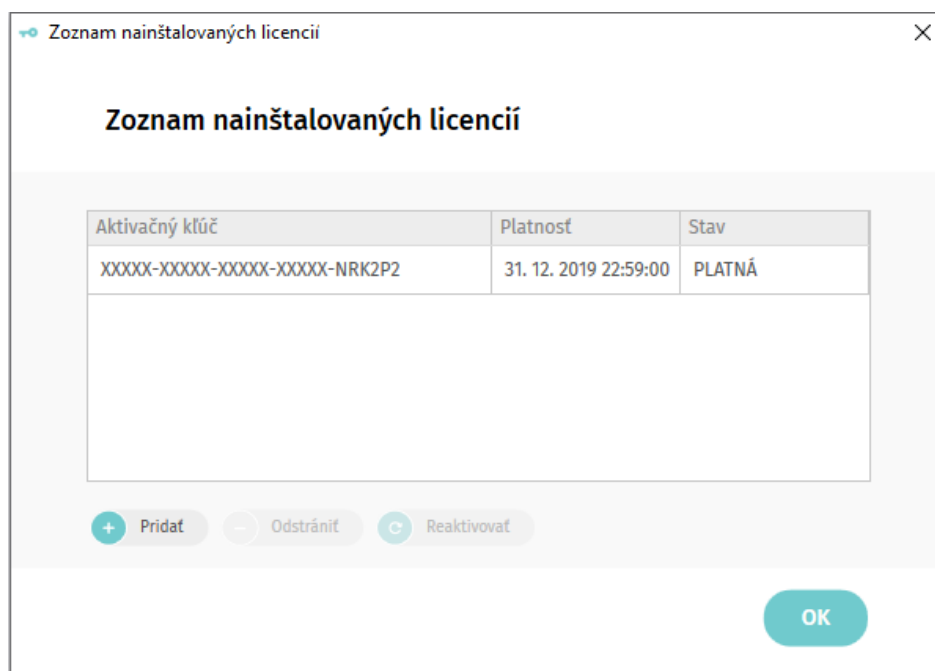 Zoznam nainštalovaných licencií
Zoznam nainštalovaných licencií
Aktivačný kľúč Platnosť Stav
XXXXX-XXXXX-XXXXX-XXXXX-NRK2P2 31. 12. 2019 22:59:00 PLATNÁ
Pridať Odstrániť Reaktivovať
OK